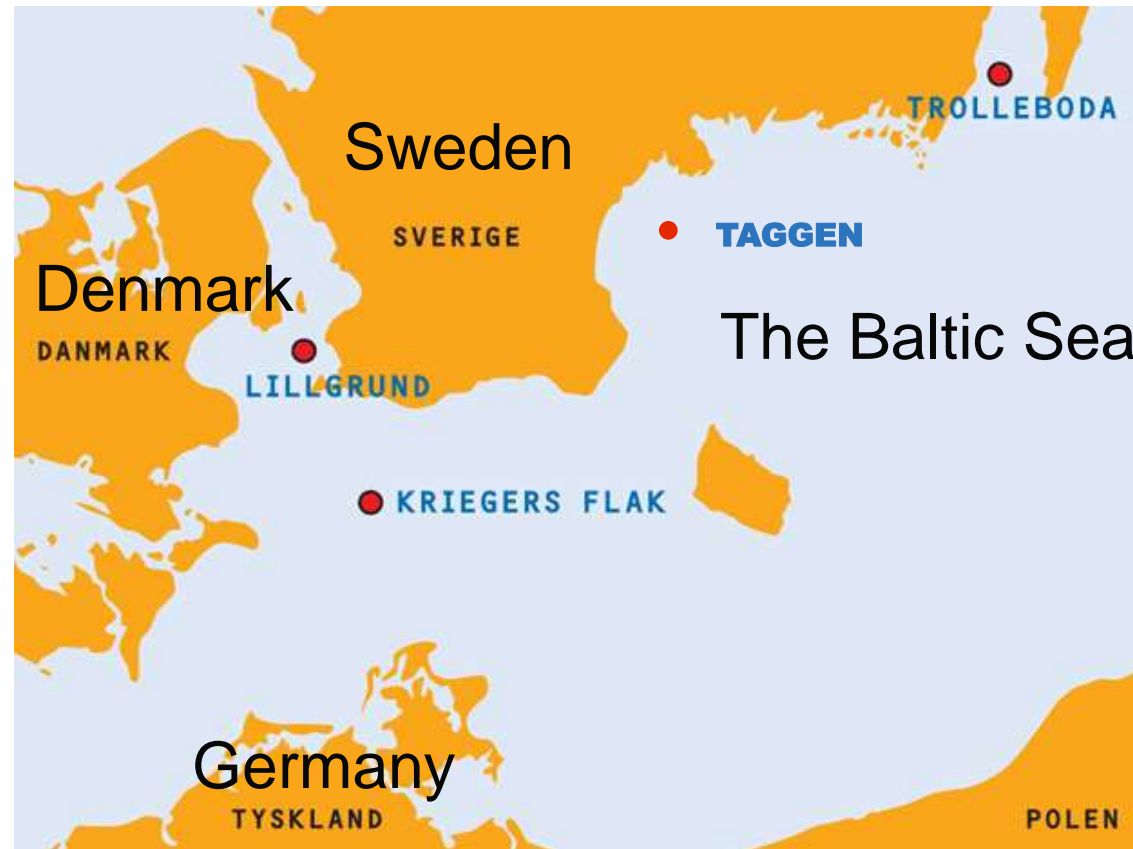 TROLLEBODA
Sweden
SVERIGE
TAGGEN
Denmark
DANMARK
The Baltic Sea
LILLGRUND
KRIEGERS FLAK
Germany
TYSKLAND
POLEN